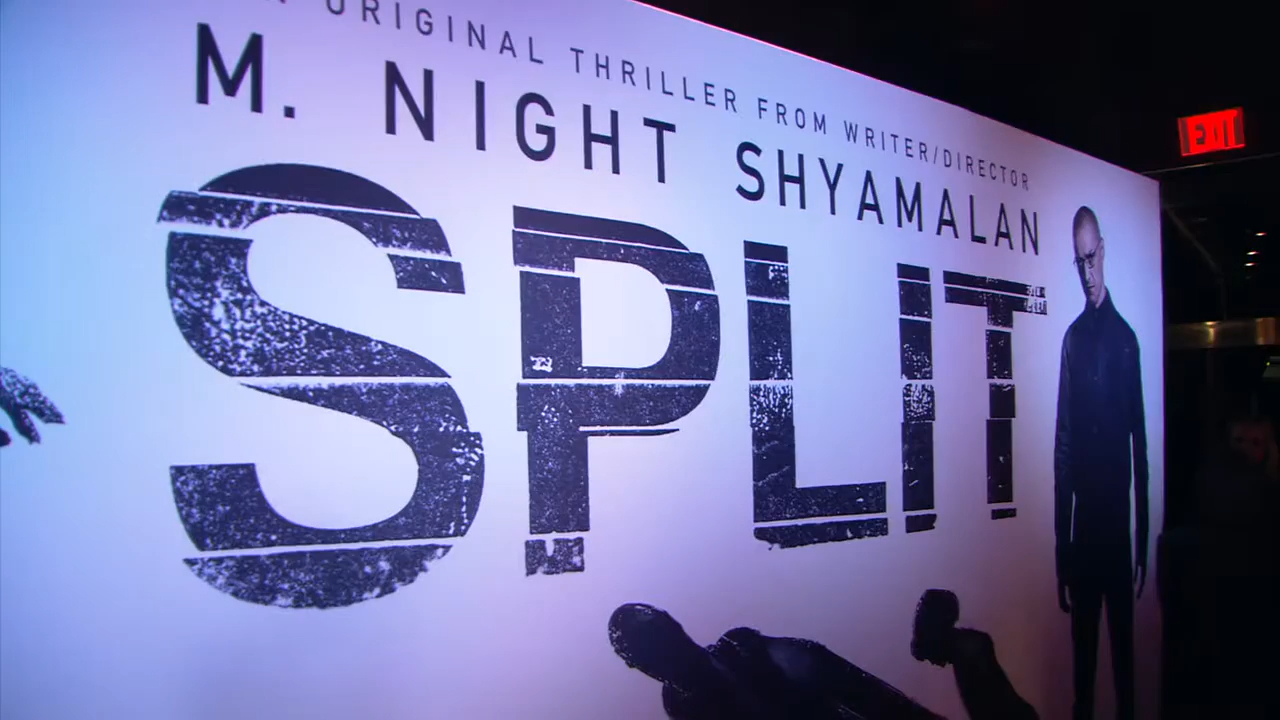 ORIGINAL THRILLER FROM WRITER/DIRECTOR
M. NIGHT SHYAMALAN
SPLIT
EXIT